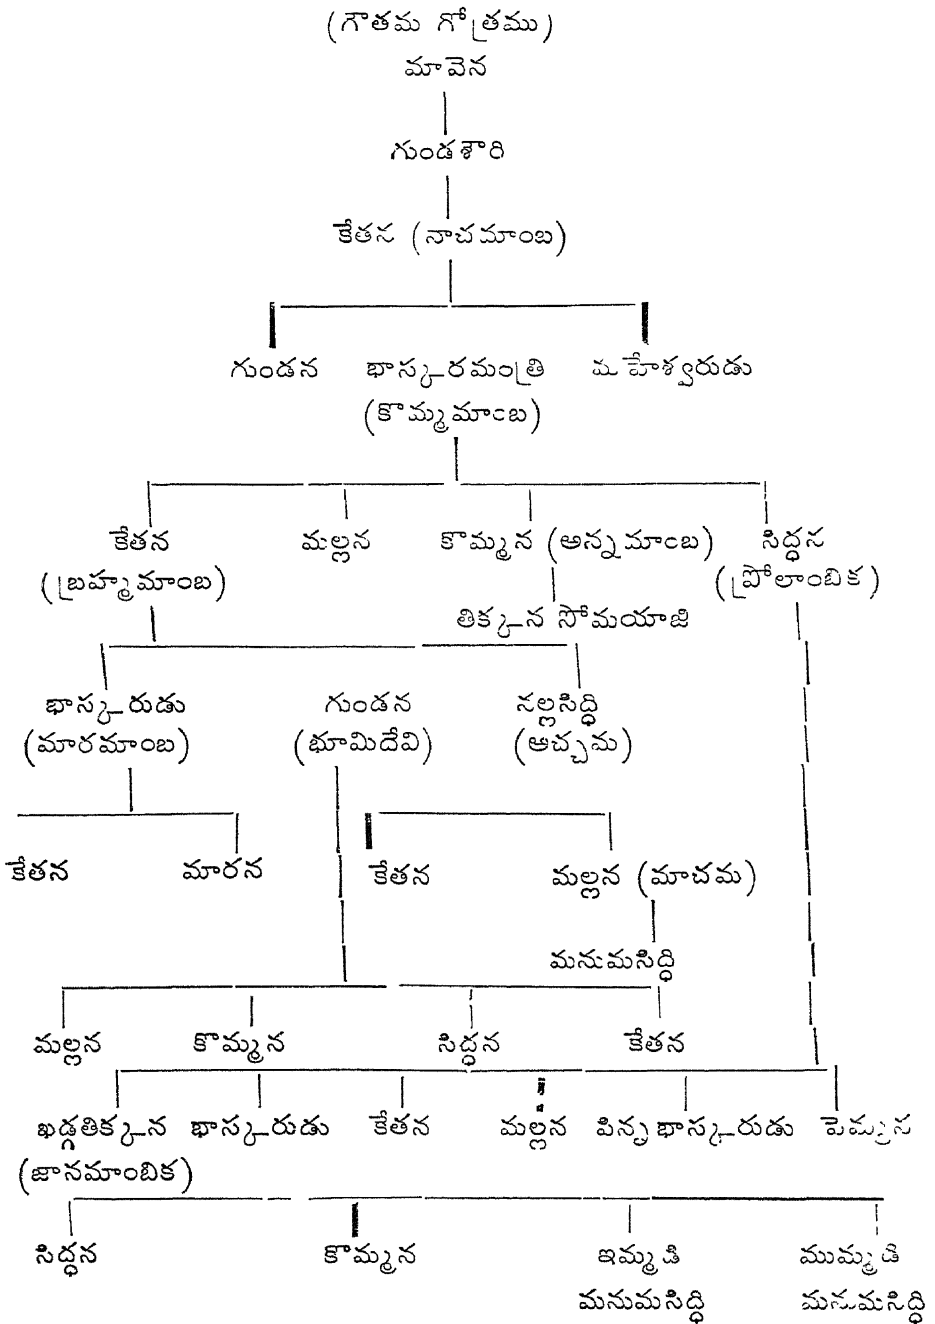 (గౌతమ గోత్రము)
మావెన
గుండశౌరి
కేతన (నాచమాంబ)
గుండన భాస్కరమంత్రి మహేశ్వరుడు
(కొమ్మమాంబ)
కేతన మల్లన కొమ్మన (అన్నమాంబ) సిద్ధన
(బ్రహ్మమాంబ) (ప్రోలాంబిక)
తిక్కన సోమయాజి
భాస్కరుడు గుండన నల్లసిద్ధి
(మారమాంబ) (భూమిదేవి) (ఆచ్చమ)
కేతన మారన కేతన మల్లన (మాచమ)
మనుమసిద్ధి
మల్లన కొమ్మన సిద్ధన కేతన
ఖడ్గతిక్కన భాస్కరుడు కేతన మల్లన పిన్న భాస్కరుడు పెమ్మన
(జానమాంబిక)
సిద్ధన కొమ్మన ఇమ్మడి ముమ్మడి
మనుమసిద్ధి మనుమసిద్ధి